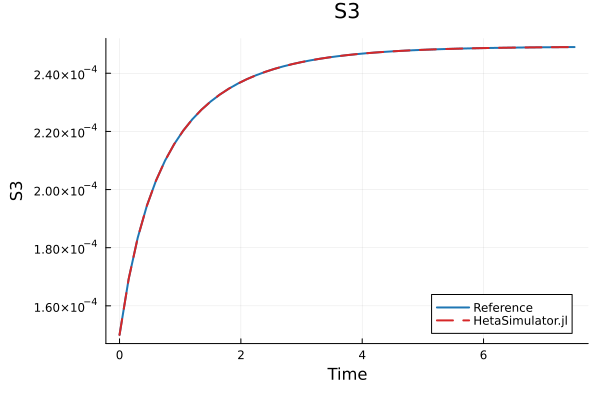 S3
2.40×10⁻⁴
2.20×10⁻⁴
2.00×10⁻⁴
1.80×10⁻⁴
1.60×10⁻⁴
S3
Reference
HetaSimulator.jl
0 2 4 6
Time